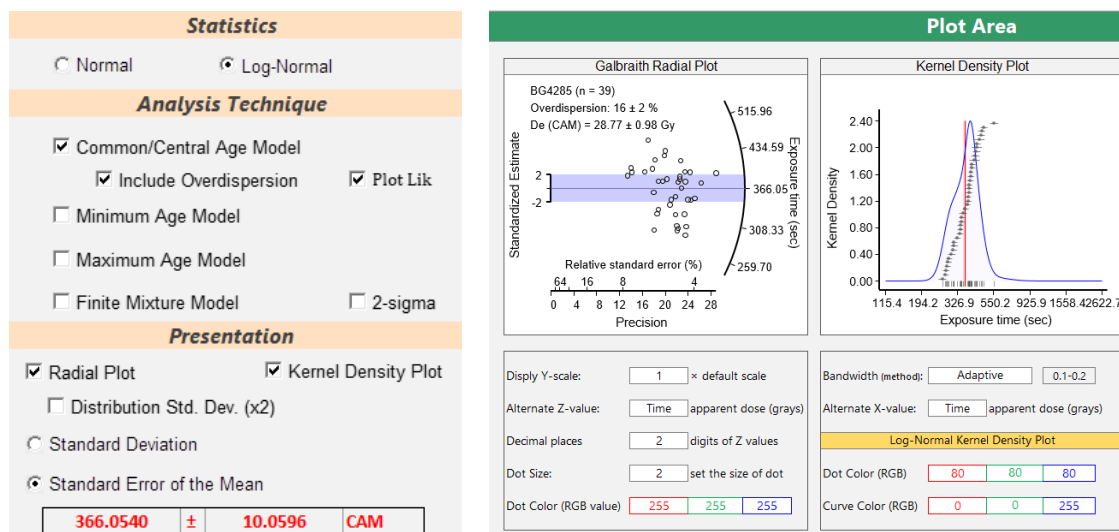 Statistics
Normal
Log-Normal
Analysis Technique
Common/Central Age Model
Include Overdispersion
Plot Lik
Minimum Age Model
Maximum Age Model
Finite Mixture Model
2-sigma
Presentation
Radial Plot
Kernel Density Plot
Distribution Std. Dev. (x2)
Standard Deviation
Standard Error of the Mean
366.0540 ± 10.0596 CAM
Plot Area
Galbraith Radial Plot
BG4285 (n = 39)
Overdispersion: 16 ± 2 %
De (CAM) = 28.77 ± 0.98 Gy
515.96
434.59
366.05
308.33
259.70
Exposure time (sec)
Standardized Estimate
2
0
-2
Relative standard error (%)
64 16 8 4
0 4 8 12 16 20 24 28
Precision
Kernel Density Plot
Kernel Density
2.40
2.00
1.60
1.20
0.80
0.40
0.00
115.4 194.2 326.9 550.2 925.9 1558.42622.7
Exposure time (sec)
Disply Y-scale: 1 × default scale
Alternate Z-value: Time apparent dose (grays)
Decimal places 2 digits of Z values
Dot Size: 2 set the size of dot
Dot Color (RGB value) 255 255 255
Bandwidth (method): Adaptive 0.1-0.2
Alternate X-value: Time apparent dose (grays)
Log-Normal Kernel Density Plot
Dot Color (RGB) 80 80 80
Curve Color (RGB) 0 0 255